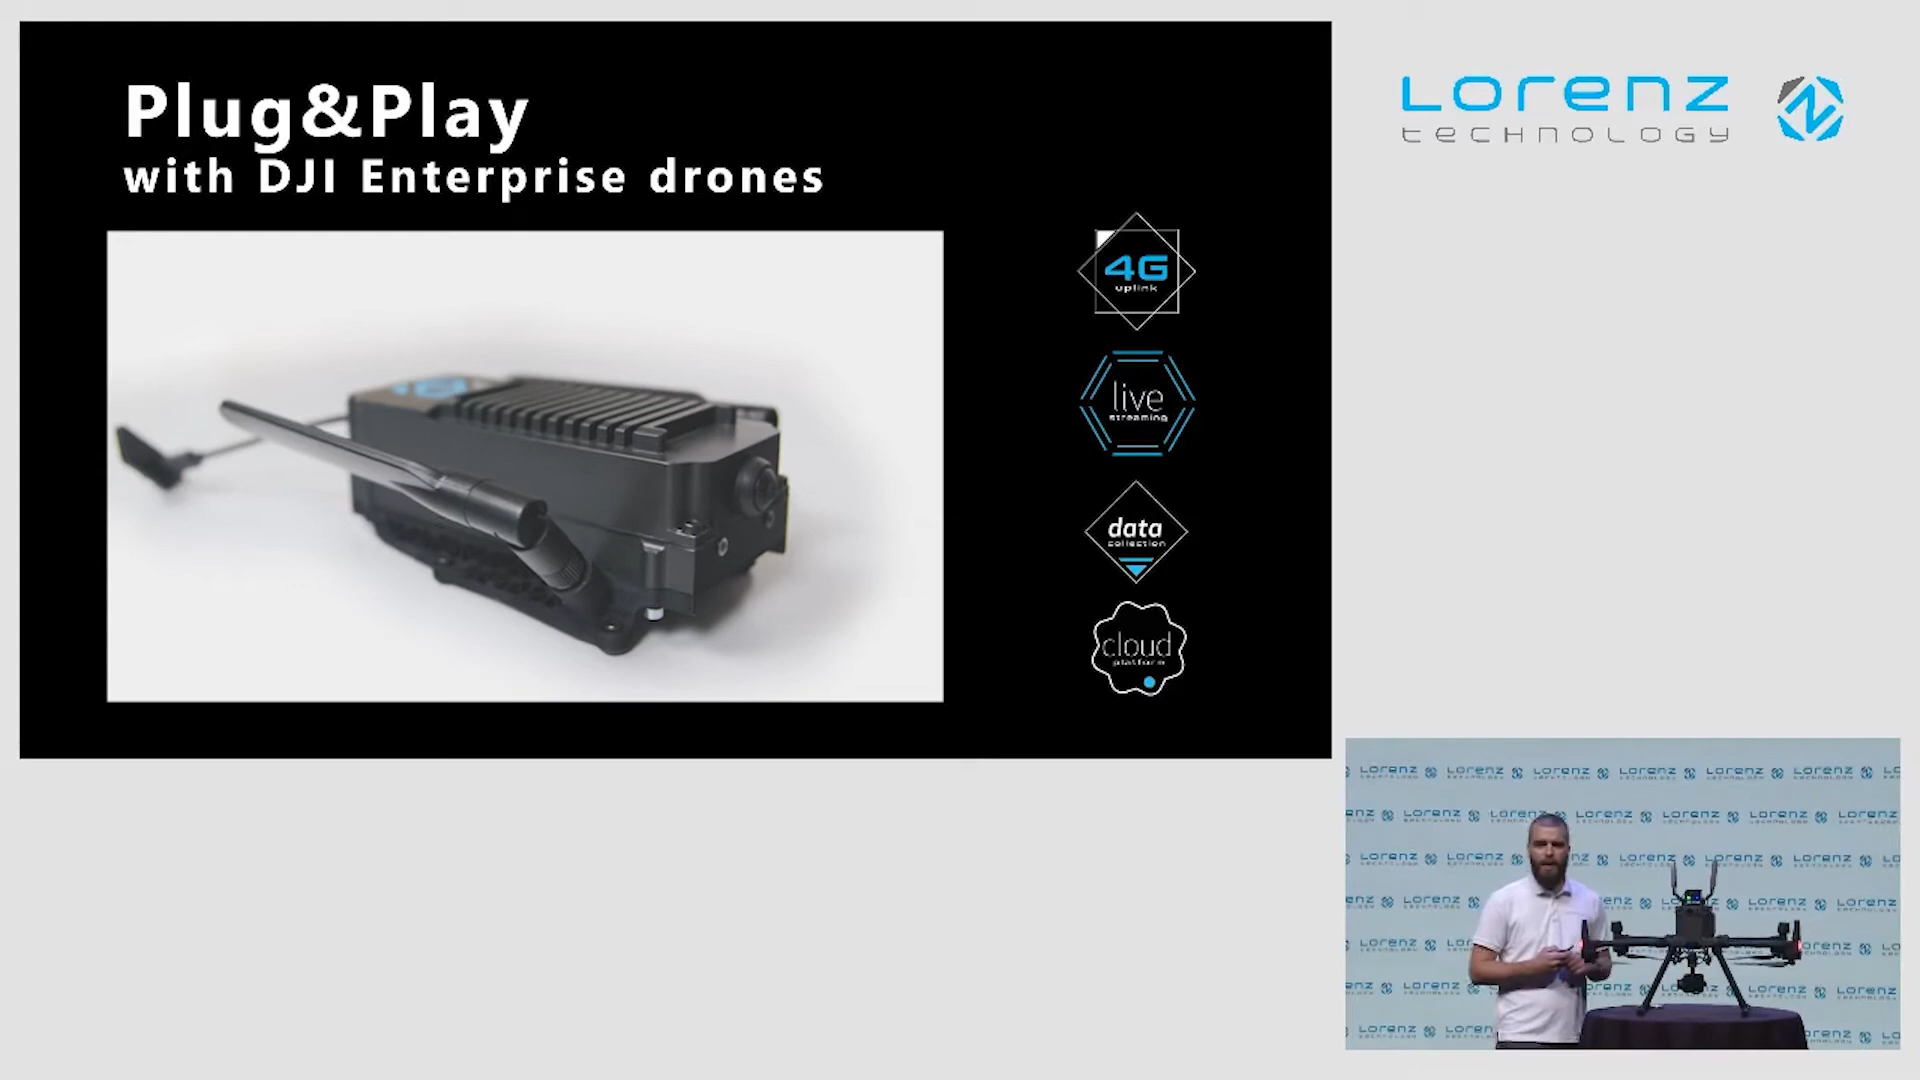 Plug&Play
with DJI Enterprise drones
4G
uplink
live
streaming
data
collection
cloud
platform
Lorenz
TECHNOLOGY